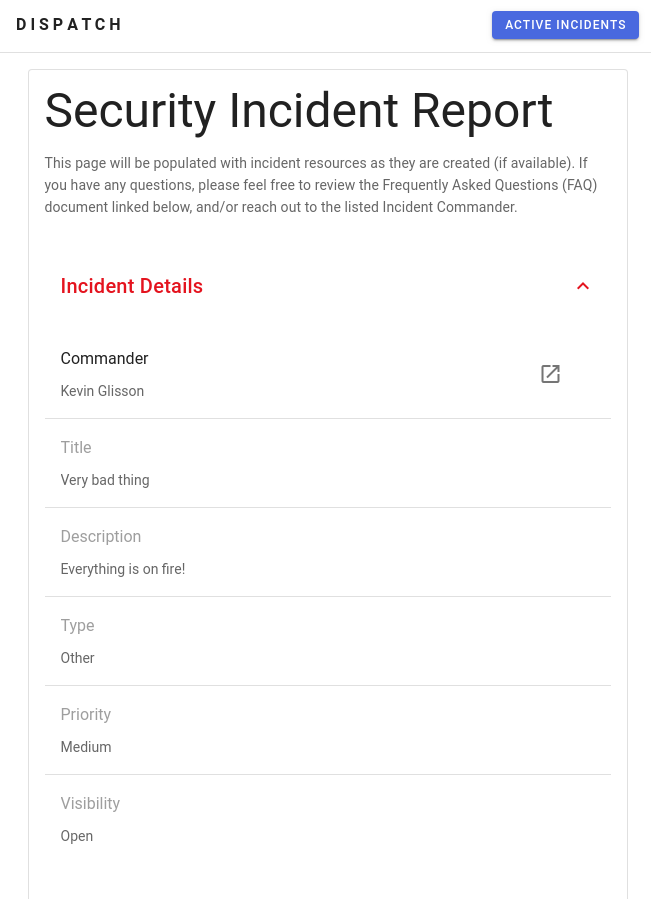 DISPATCH
ACTIVE INCIDENTS
Security Incident Report
This page will be populated with incident resources as they are created (if available). If
you have any questions, please feel free to review the Frequently Asked Questions (FAQ)
document linked below, and/or reach out to the listed Incident Commander.
Incident Details
Commander
Kevin Glisson
Title
Very bad thing
Description
Everything is on fire!
Type
Other
Priority
Medium
Visibility
Open